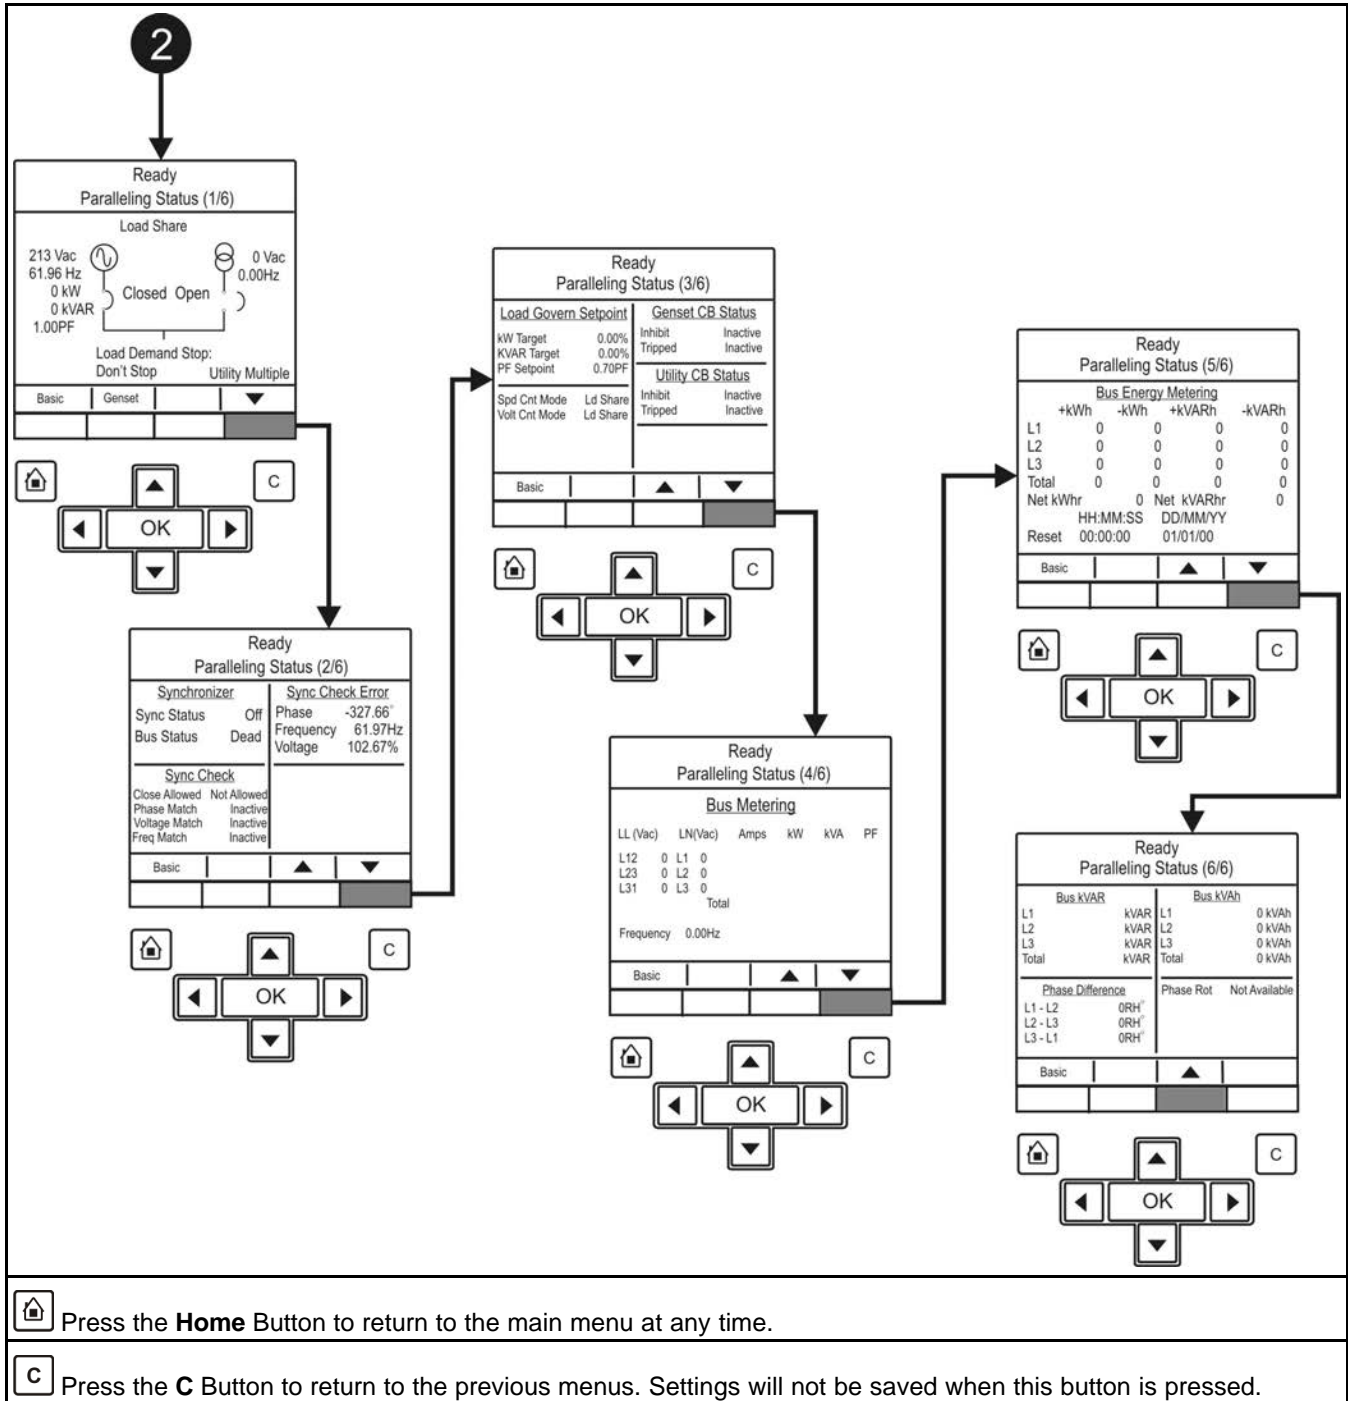 2
Ready
Paralleling Status (1/6)
Load Share
213 Vac
61.96 Hz
0 kW
0 kVAR
1.00PF
Closed Open
0 Vac
0.00Hz
Load Demand Stop:
Don't Stop Utility Multiple
Basic Genset ▼
C
OK
Ready
Paralleling Status (2/6)
Synchronizer
Sync Status Off
Bus Status Dead
Sync Check Error
Phase -327.66°
Frequency 61.97Hz
Voltage 102.67%
Sync Check
Close Allowed Not Allowed
Phase Match Inactive
Voltage Match Inactive
Freq Match Inactive
Basic ▲ ▼
C
OK
Ready
Paralleling Status (3/6)
Load Govern Setpoint
kW Target 0.00%
KVAR Target 0.00%
PF Setpoint 0.70PF
Spd Cnt Mode Ld Share
Volt Cnt Mode Ld Share
Genset CB Status
Inhibit Inactive
Tripped Inactive
Utility CB Status
Inhibit Inactive
Tripped Inactive
Basic ▲ ▼
C
OK
Ready
Paralleling Status (4/6)
Bus Metering
LL (Vac) LN(Vac) Amps kW kVA PF
L12 0 L1 0
L23 0 L2 0
L31 0 L3 0
Total
Frequency 0.00Hz
Basic ▲ ▼
C
OK
Ready
Paralleling Status (5/6)
Bus Energy Metering
+kWh -kWh +kVARh -kVARh
L1 0 0 0 0
L2 0 0 0 0
L3 0 0 0 0
Total 0 0 0 0
Net kWhr 0 Net kVARhr 0
HH:MM:SS DD/MM/YY
Reset 00:00:00 01/01/00
Basic ▲ ▼
C
OK
Ready
Paralleling Status (6/6)
Bus kVAR
L1 kVAR
L2 kVAR
L3 kVAR
Total kVAR
Bus kVAh
L1 0 kVAh
L2 0 kVAh
L3 0 kVAh
Total 0 kVAh
Phase Difference
L1 - L2 0RH°
L2 - L3 0RH°
L3 - L1 0RH°
Phase Rot Not Available
Basic ▲
C
OK
Press the Home Button to return to the main menu at any time.
C Press the C Button to return to the previous menus. Settings will not be saved when this button is pressed.